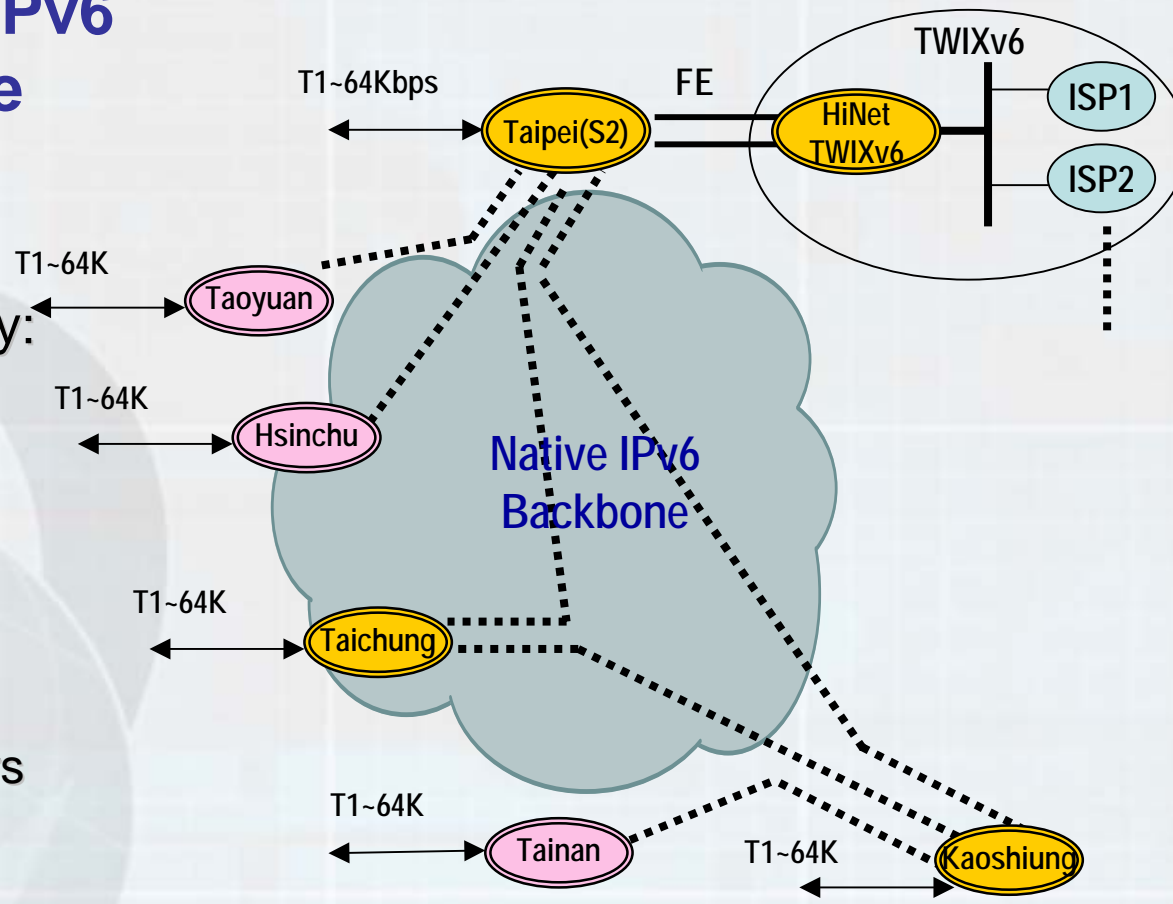 IPv6
e
TWIXv6
T1~64Kbps
FE
ISP1
Taipei(S2)
HiNet
TWIXv6
ISP2
T1~64K
Taoyuan
y:
T1~64K
Hsinchu
Native IPv6
Backbone
T1~64K
Taichung
s
T1~64K
Tainan
T1~64K
Kaoshiung